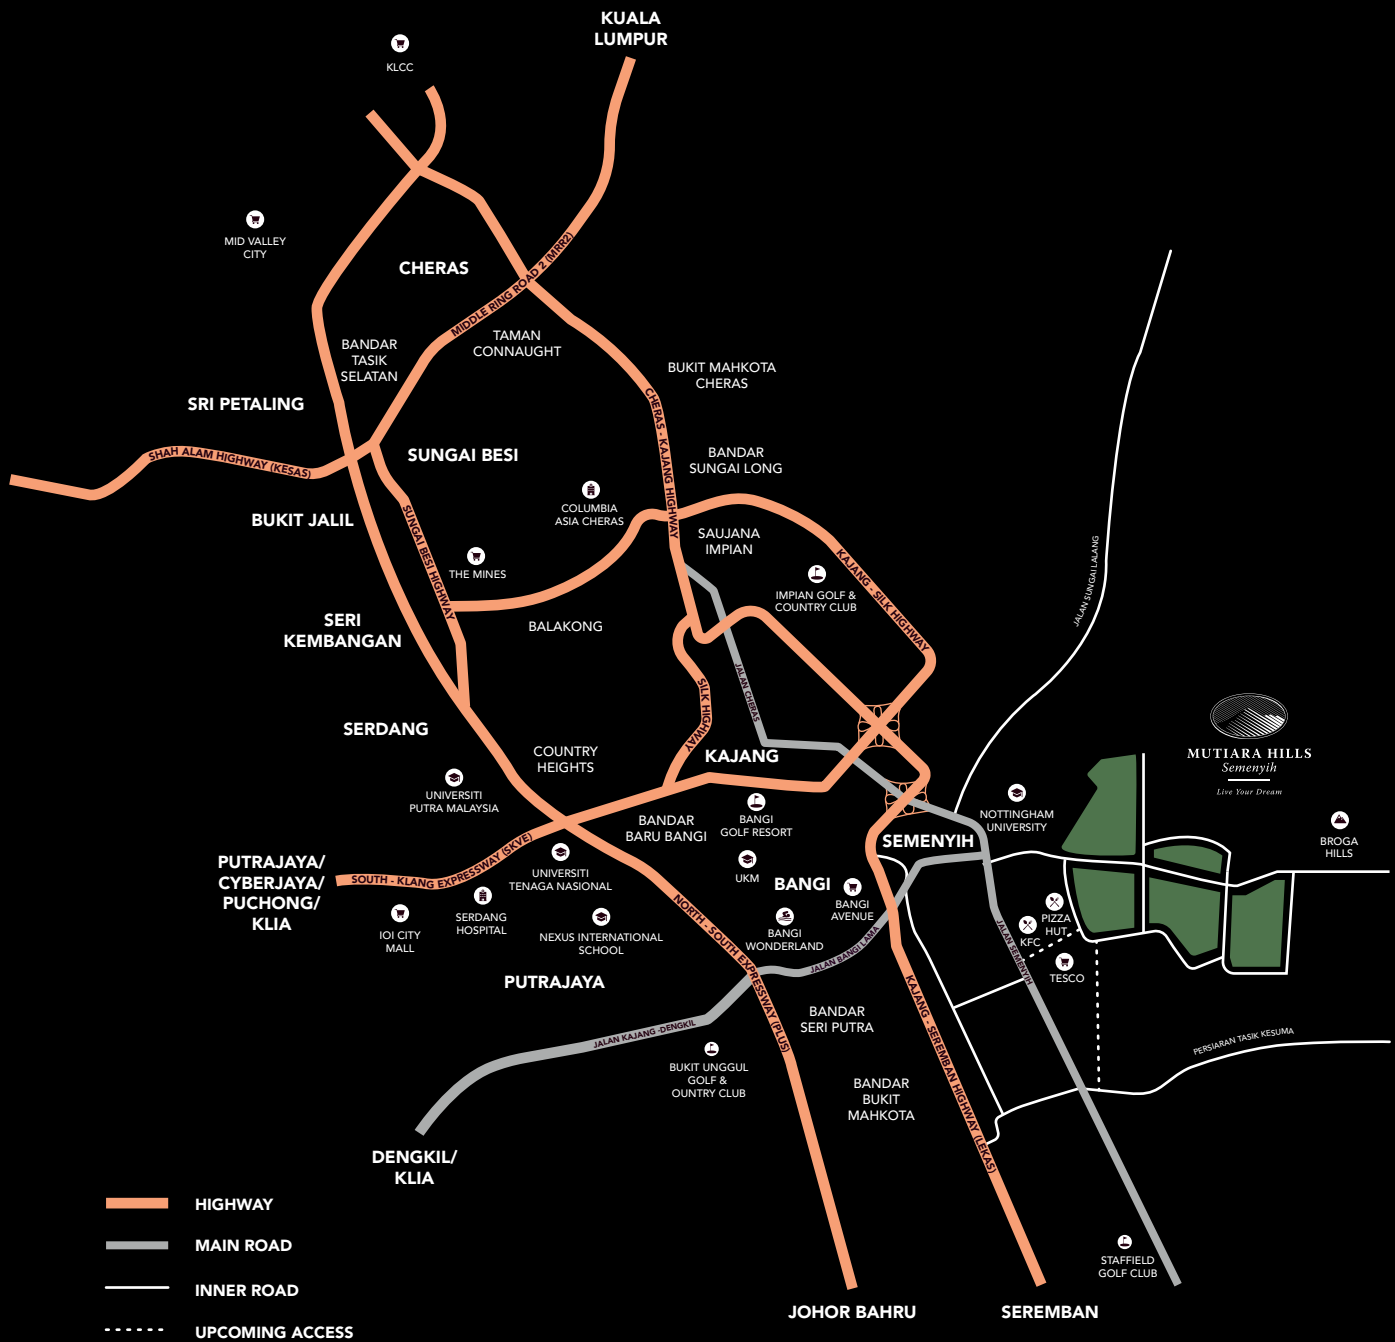 KUALA
LUMPUR
KLCC
MID VALLEY
CITY
CHERAS
MIDDLE RING ROAD 2 (MRR2)
TAMAN
CONNAUGHT
BANDAR
TASIK
SELATAN
BUKIT MAHKOTA
CHERAS
SRI PETALING
CHERAS - KAJANG HIGHWAY
SHAH ALAM HIGHWAY (KESAS)
SUNGAI BESI
BANDAR
SUNGAI LONG
BUKIT JALIL
SUNGAI BESI HIGHWAY
COLUMBIA
ASIA CHERAS
SAUJANA
IMPIAN
THE MINES
IMPIAN GOLF &
COUNTRY CLUB
KAJANG - SILK HIGHWAY
JALAN SUNGAI LALANG
SERI
KEMBANGAN
BALAKONG
JALAN CHERAS
SILK HIGHWAY
SERDANG
COUNTRY
HEIGHTS
KAJANG
MUTIARA HILLS
Semenyih
Live Your Dream
UNIVERSITI
PUTRA MALAYSIA
BANDAR
BARU BANGI
BANGI
GOLF RESORT
SEMENYIH
NOTTINGHAM
UNIVERSITY
BROGA
HILLS
PUTRAJAYA/
CYBERJAYA/
PUCHONG/
KLIA
SOUTH - KLANG EXPRESSWAY (SKVE)
UNIVERSITI
TENAGA NASIONAL
UKM
BANGI
BANGI
AVENUE
IOI CITY
MALL
SERDANG
HOSPITAL
NEXUS INTERNATIONAL
SCHOOL
NORTH - SOUTH EXPRESSWAY (PLUS)
BANGI
WONDERLAND
JALAN BANGI LAMA
PIZZA
HUT
KFC
TESCO
JALAN SEMENYIH
PUTRAJAYA
KAJANG - SEREMBAN HIGHWAY (LEKAS)
BANDAR
SERI PUTRA
JALAN KAJANG -DENGKIL
PERSIARAN TASIK KESUMA
BUKIT UNGGUL
GOLF &
OUNTRY CLUB
BANDAR
BUKIT
MAHKOTA
DENGKIL/
KLIA
HIGHWAY
MAIN ROAD
INNER ROAD
UPCOMING ACCESS
STAFFIELD
GOLF CLUB
JOHOR BAHRU
SEREMBAN